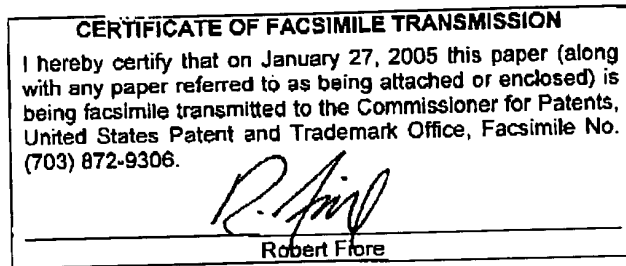 CERTIFICATE OF FACSIMILE TRANSMISSION
I hereby certify that on January 27, 2005 this paper (along
with any paper referred to as being attached or enclosed) is
being facsimile transmitted to the Commissioner for Patents,
United States Patent and Trademark Office, Facsimile No.
(703) 872-9306.
R. Fiore
Robert Fiore